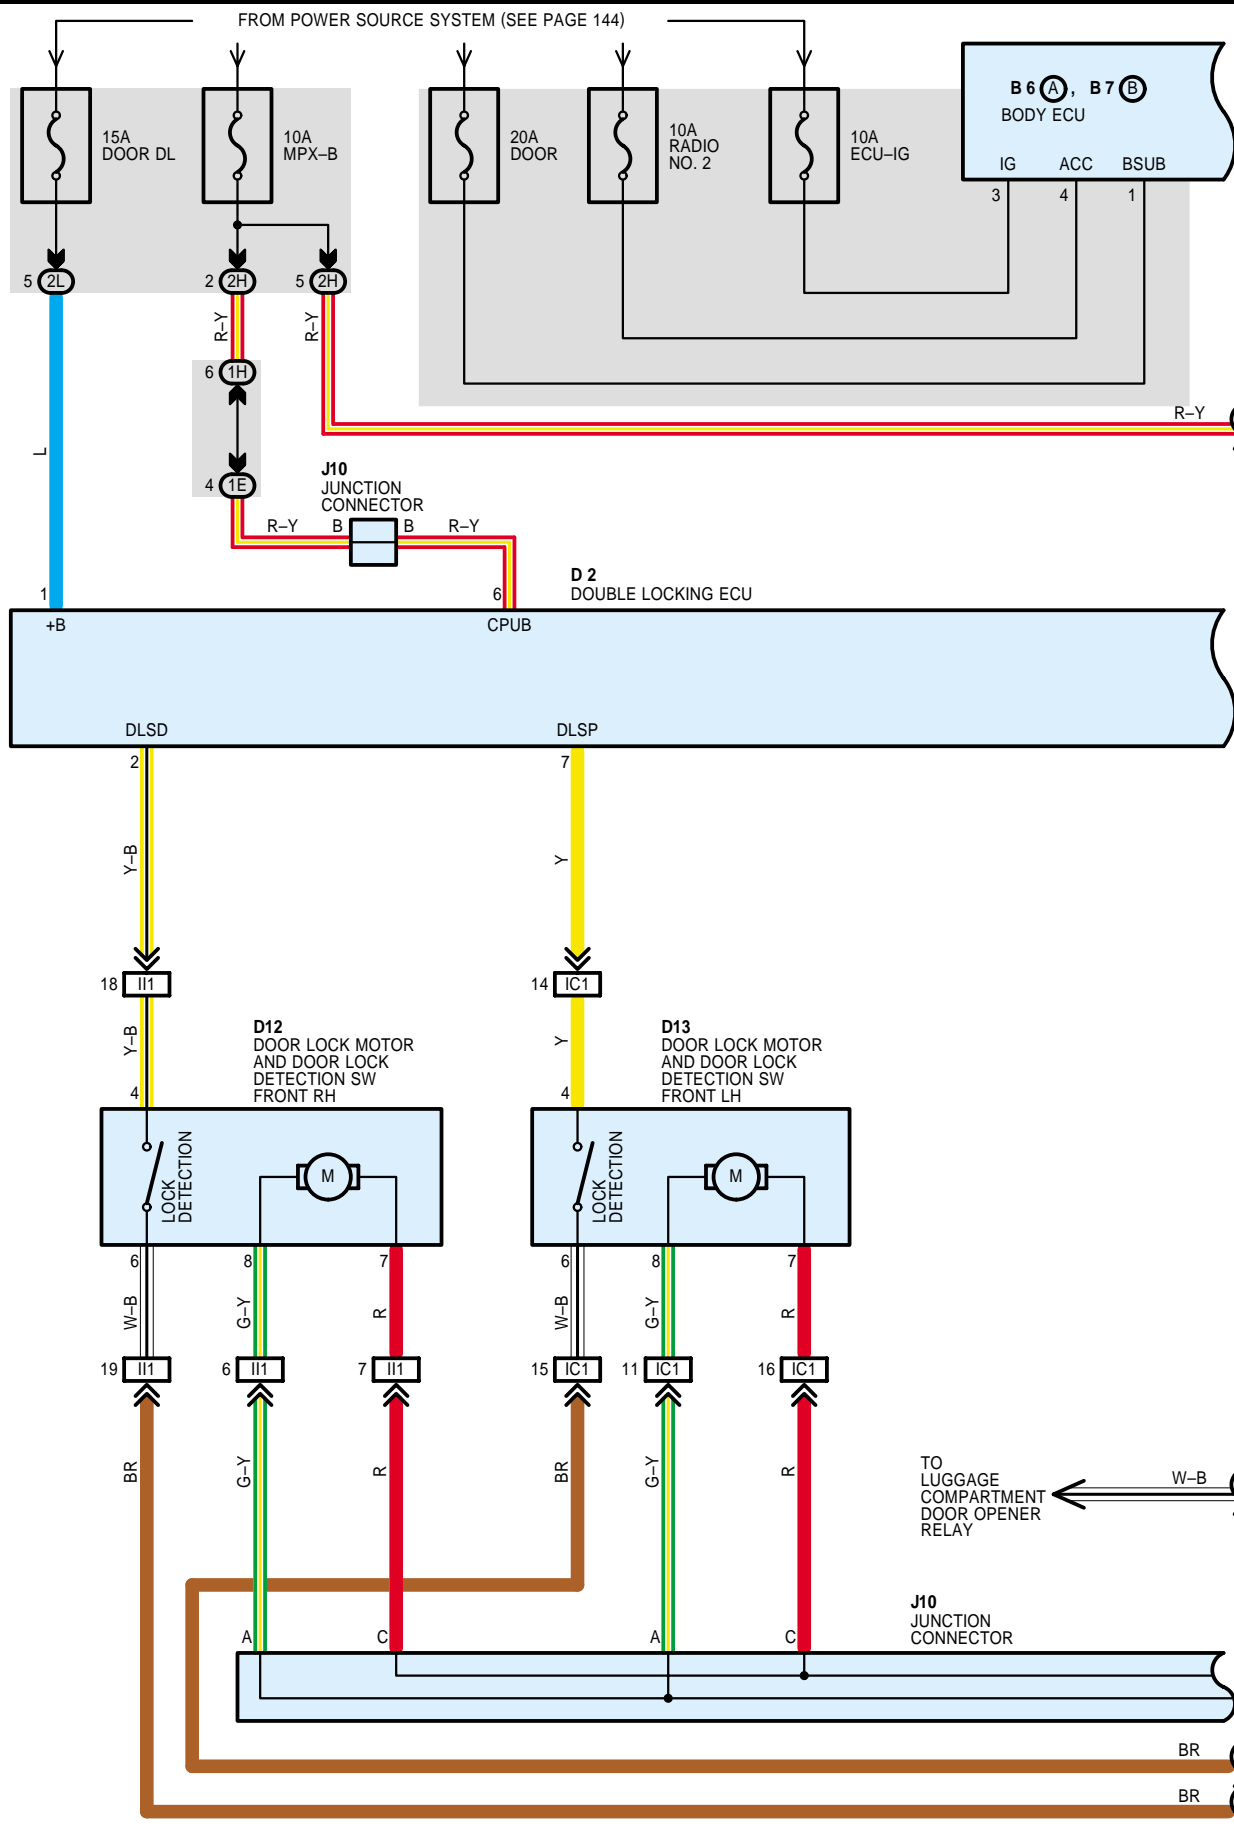 FROM POWER SOURCE SYSTEM (SEE PAGE 144)
15A
DOOR DL
10A
MPX–B
20A
DOOR
10A
RADIO
NO. 2
10A
ECU–IG
B 6 A , B 7 B
BODY ECU
IG ACC BSUB
3 4 1
5 2L
2 2H
5 2H
R–Y
R–Y
6 1H
R–Y
L
4 1E
J10
JUNCTION
CONNECTOR
R–Y B B R–Y
D 2
DOUBLE LOCKING ECU
1 6
+B CPUB
DLSD DLSP
2 7
Y–B Y
18 II1 14 IC1
Y–B Y
D12
DOOR LOCK MOTOR
AND DOOR LOCK
DETECTION SW
FRONT RH
D13
DOOR LOCK MOTOR
AND DOOR LOCK
DETECTION SW
FRONT LH
4 4
LOCK
DETECTION
M
LOCK
DETECTION
M
6 8 7 6 8 7
W–B G–Y R W–B G–Y R
19 II1 6 II1 7 II1 15 IC1 11 IC1 16 IC1
BR G–Y R BR G–Y R
TO
LUGGAGE
COMPARTMENT
DOOR OPENER
RELAY
W–B
J10
JUNCTION
CONNECTOR
A C A C
BR
BR